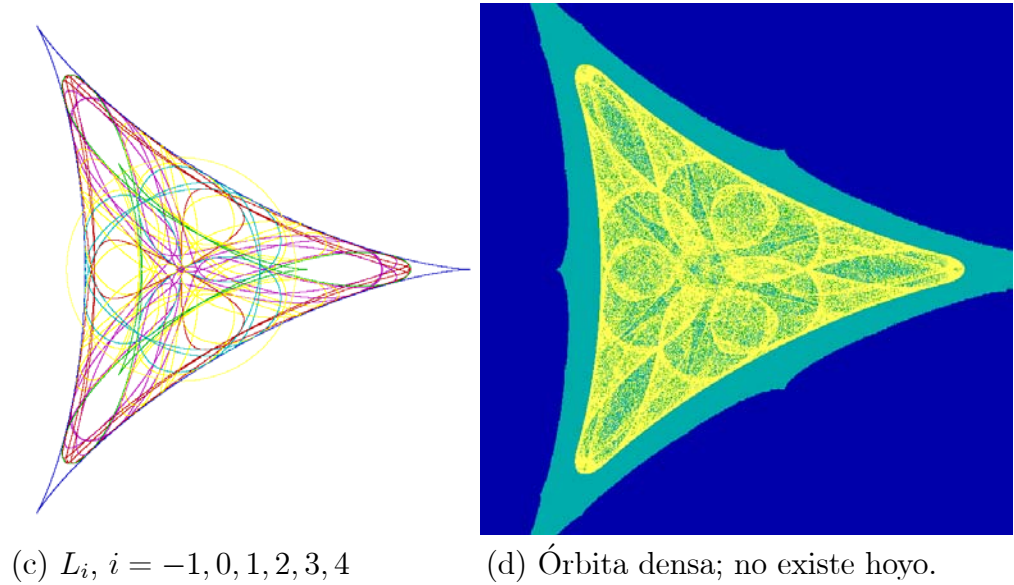 (c) $L_i$, $i = -1, 0, 1, 2, 3, 4$
(d) Órbita densa; no existe hoyo.